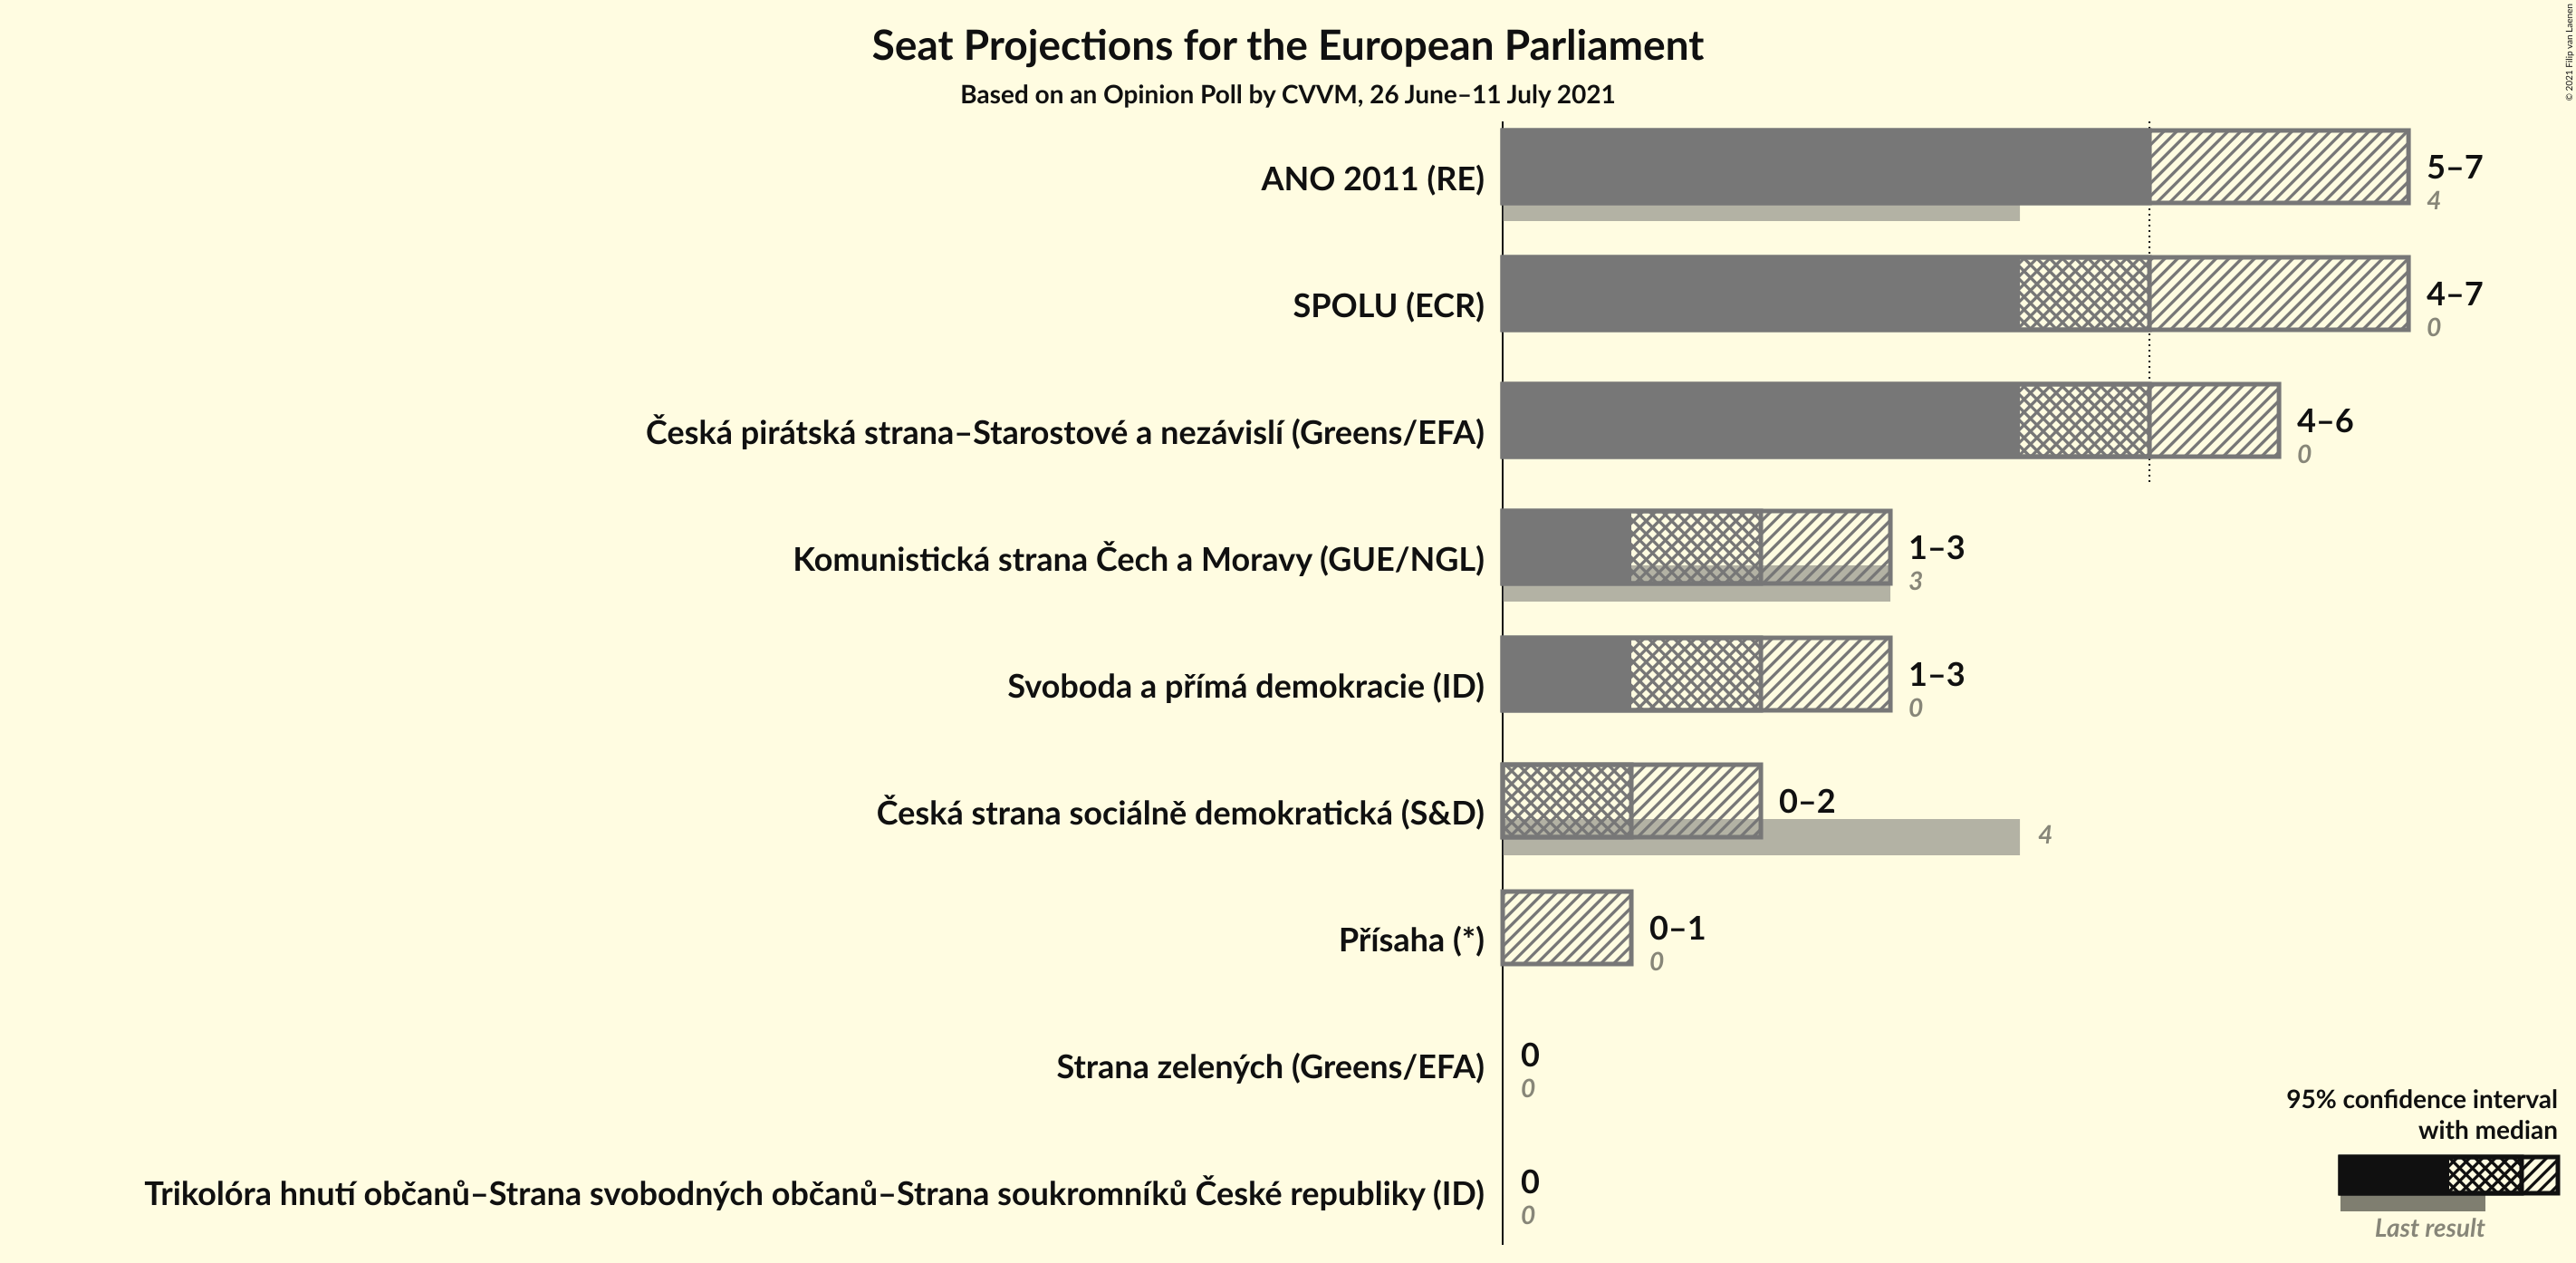 Seat Projections for the European Parliament
Based on an Opinion Poll by CVVM, 26 June–11 July 2021
© 2021 Filip van Laenen
ANO 2011 (RE)
5–7
4
SPOLU (ECR)
4–7
0
Česká pirátská strana–Starostové a nezávislí (Greens/EFA)
4–6
0
Komunistická strana Čech a Moravy (GUE/NGL)
1–3
3
Svoboda a přímá demokracie (ID)
1–3
0
Česká strana sociálně demokratická (S&D)
0–2
4
Přísaha (*)
0–1
0
Strana zelených (Greens/EFA)
0
0
Trikolóra hnutí občanů–Strana svobodných občanů–Strana soukromníků České republiky (ID)
0
0
95% confidence interval
with median
Last result